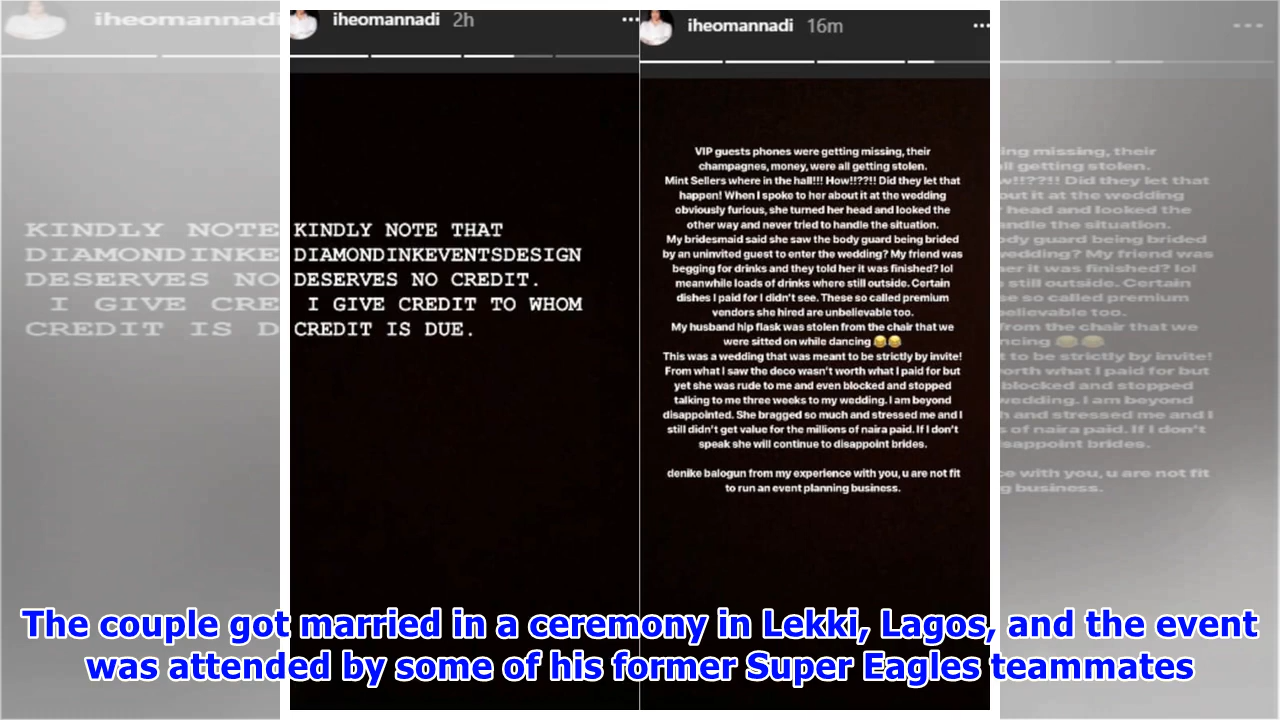 iheomannadi 2h
KINDLY NOTE THAT
DIAMONDINKEVENTSDESIGN
DESERVES NO CREDIT.
I GIVE CREDIT TO WHOM
CREDIT IS DUE.
iheomannadi 16m
VIP guests phones were getting missing, their
champagnes, money, were all getting stolen.
Mint Sellers where in the hall!!! How!!??!! Did they let that
happen! When I spoke to her about it at the wedding
obviously furious, she turned her head and looked the
other way and never tried to handle the situation.
My bridesmaid said she saw the body guard being bribed
by an uninvited guest to enter the wedding? My friend was
begging for drinks and they told her it was finished? lol
meanwhile loads of drinks where still outside. Certain
dishes I paid for I didn't see. These so called premium
vendors she hired are unbelievable too.
My husband hip flask was stolen from the chair that we
were sitted on while dancing 😂😂
This was a wedding that was meant to be strictly by invite!
From what I saw the deco wasn't worth what I paid for but
yet she was rude to me and even blocked and stopped
talking to me three weeks to my wedding. I am beyond
disappointed. She bragged so much and stressed me and I
still didn't get value for the millions of naira paid. If I don't
speak she will continue to disappoint brides.
denike balogun from my experience with you, u are not fit
to run an event planning business.
The couple got married in a ceremony in Lekki, Lagos, and the event
was attended by some of his former Super Eagles teammates